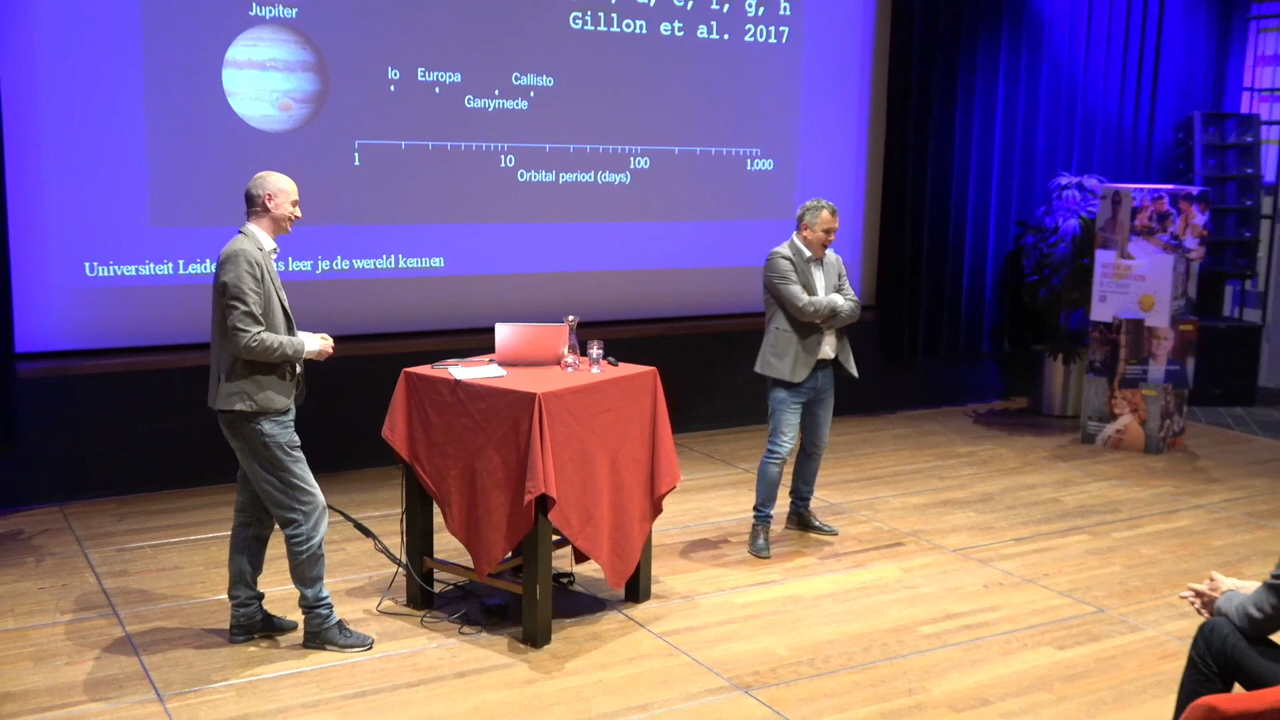 Jupiter
e, f, g, h
Gillon et al. 2017
Io Europa Callisto
Ganymede
1 10 100 1,000
Orbital period (days)
Universiteit Leide s leer je de wereld kennen